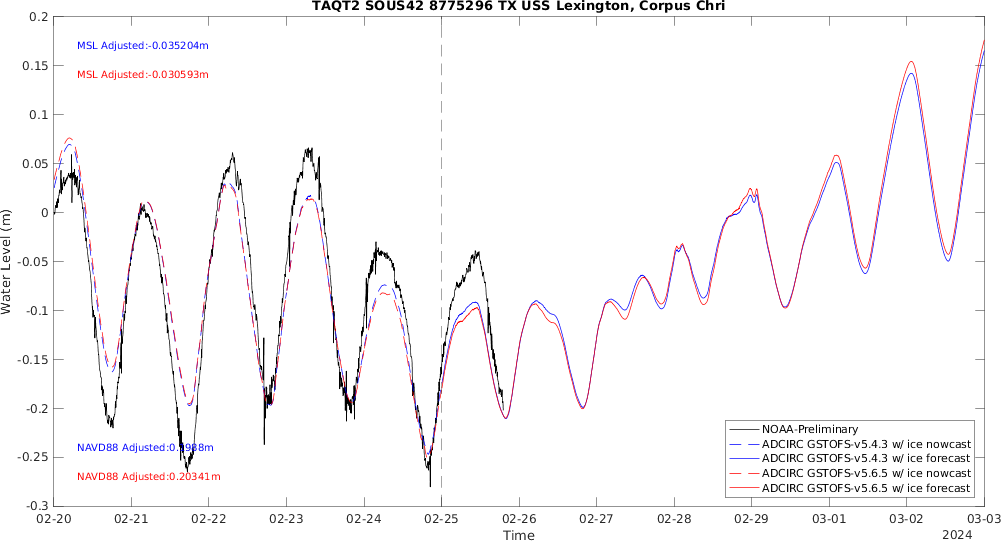 TAQT2 SOUS42 8775296 TX USS Lexington, Corpus Chri
0.2
MSL Adjusted:-0.035204m
0.15
MSL Adjusted:-0.030593m
0.1
0.05
0
-0.05
-0.1
-0.15
-0.2
-0.25
-0.3
Water Level (m)
NAVD88 Adjusted:
NAVD88 Adjusted:0.20341m
NOAA-Preliminary
ADCIRC GSTOFS-v5.4.3 w/ ice nowcast
ADCIRC GSTOFS-v5.4.3 w/ ice forecast
ADCIRC GSTOFS-v5.6.5 w/ ice nowcast
ADCIRC GSTOFS-v5.6.5 w/ ice forecast
02-20 02-21 02-22 02-23 02-24 02-25 02-26 02-27 02-28 02-29 03-01 03-02 03-03
Time
2024